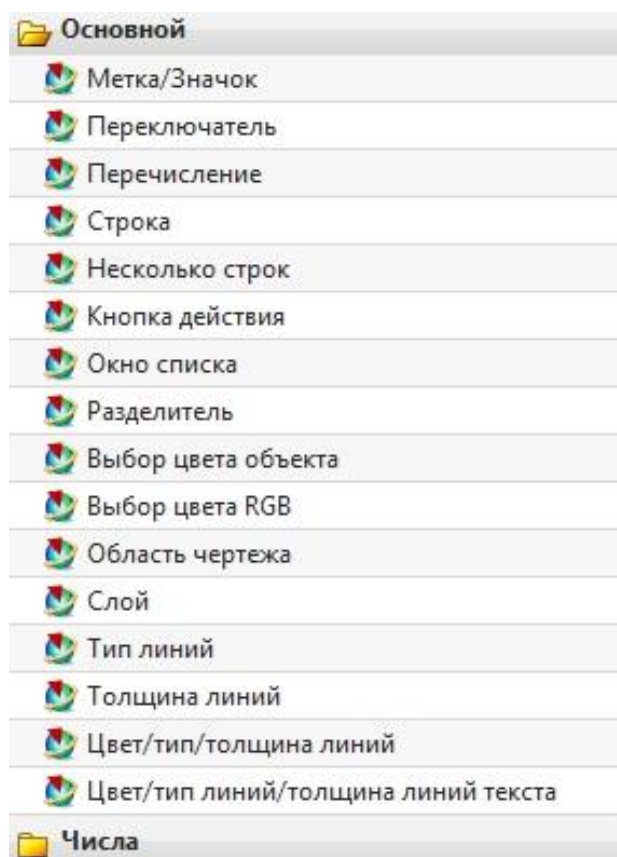 Основной
Метка/Значок
Переключатель
Перечисление
Строка
Несколько строк
Кнопка действия
Окно списка
Разделитель
Выбор цвета объекта
Выбор цвета RGB
Область чертежа
Слой
Тип линий
Толщина линий
Цвет/тип/толщина линий
Цвет/тип линий/толщина линий текста
Числа